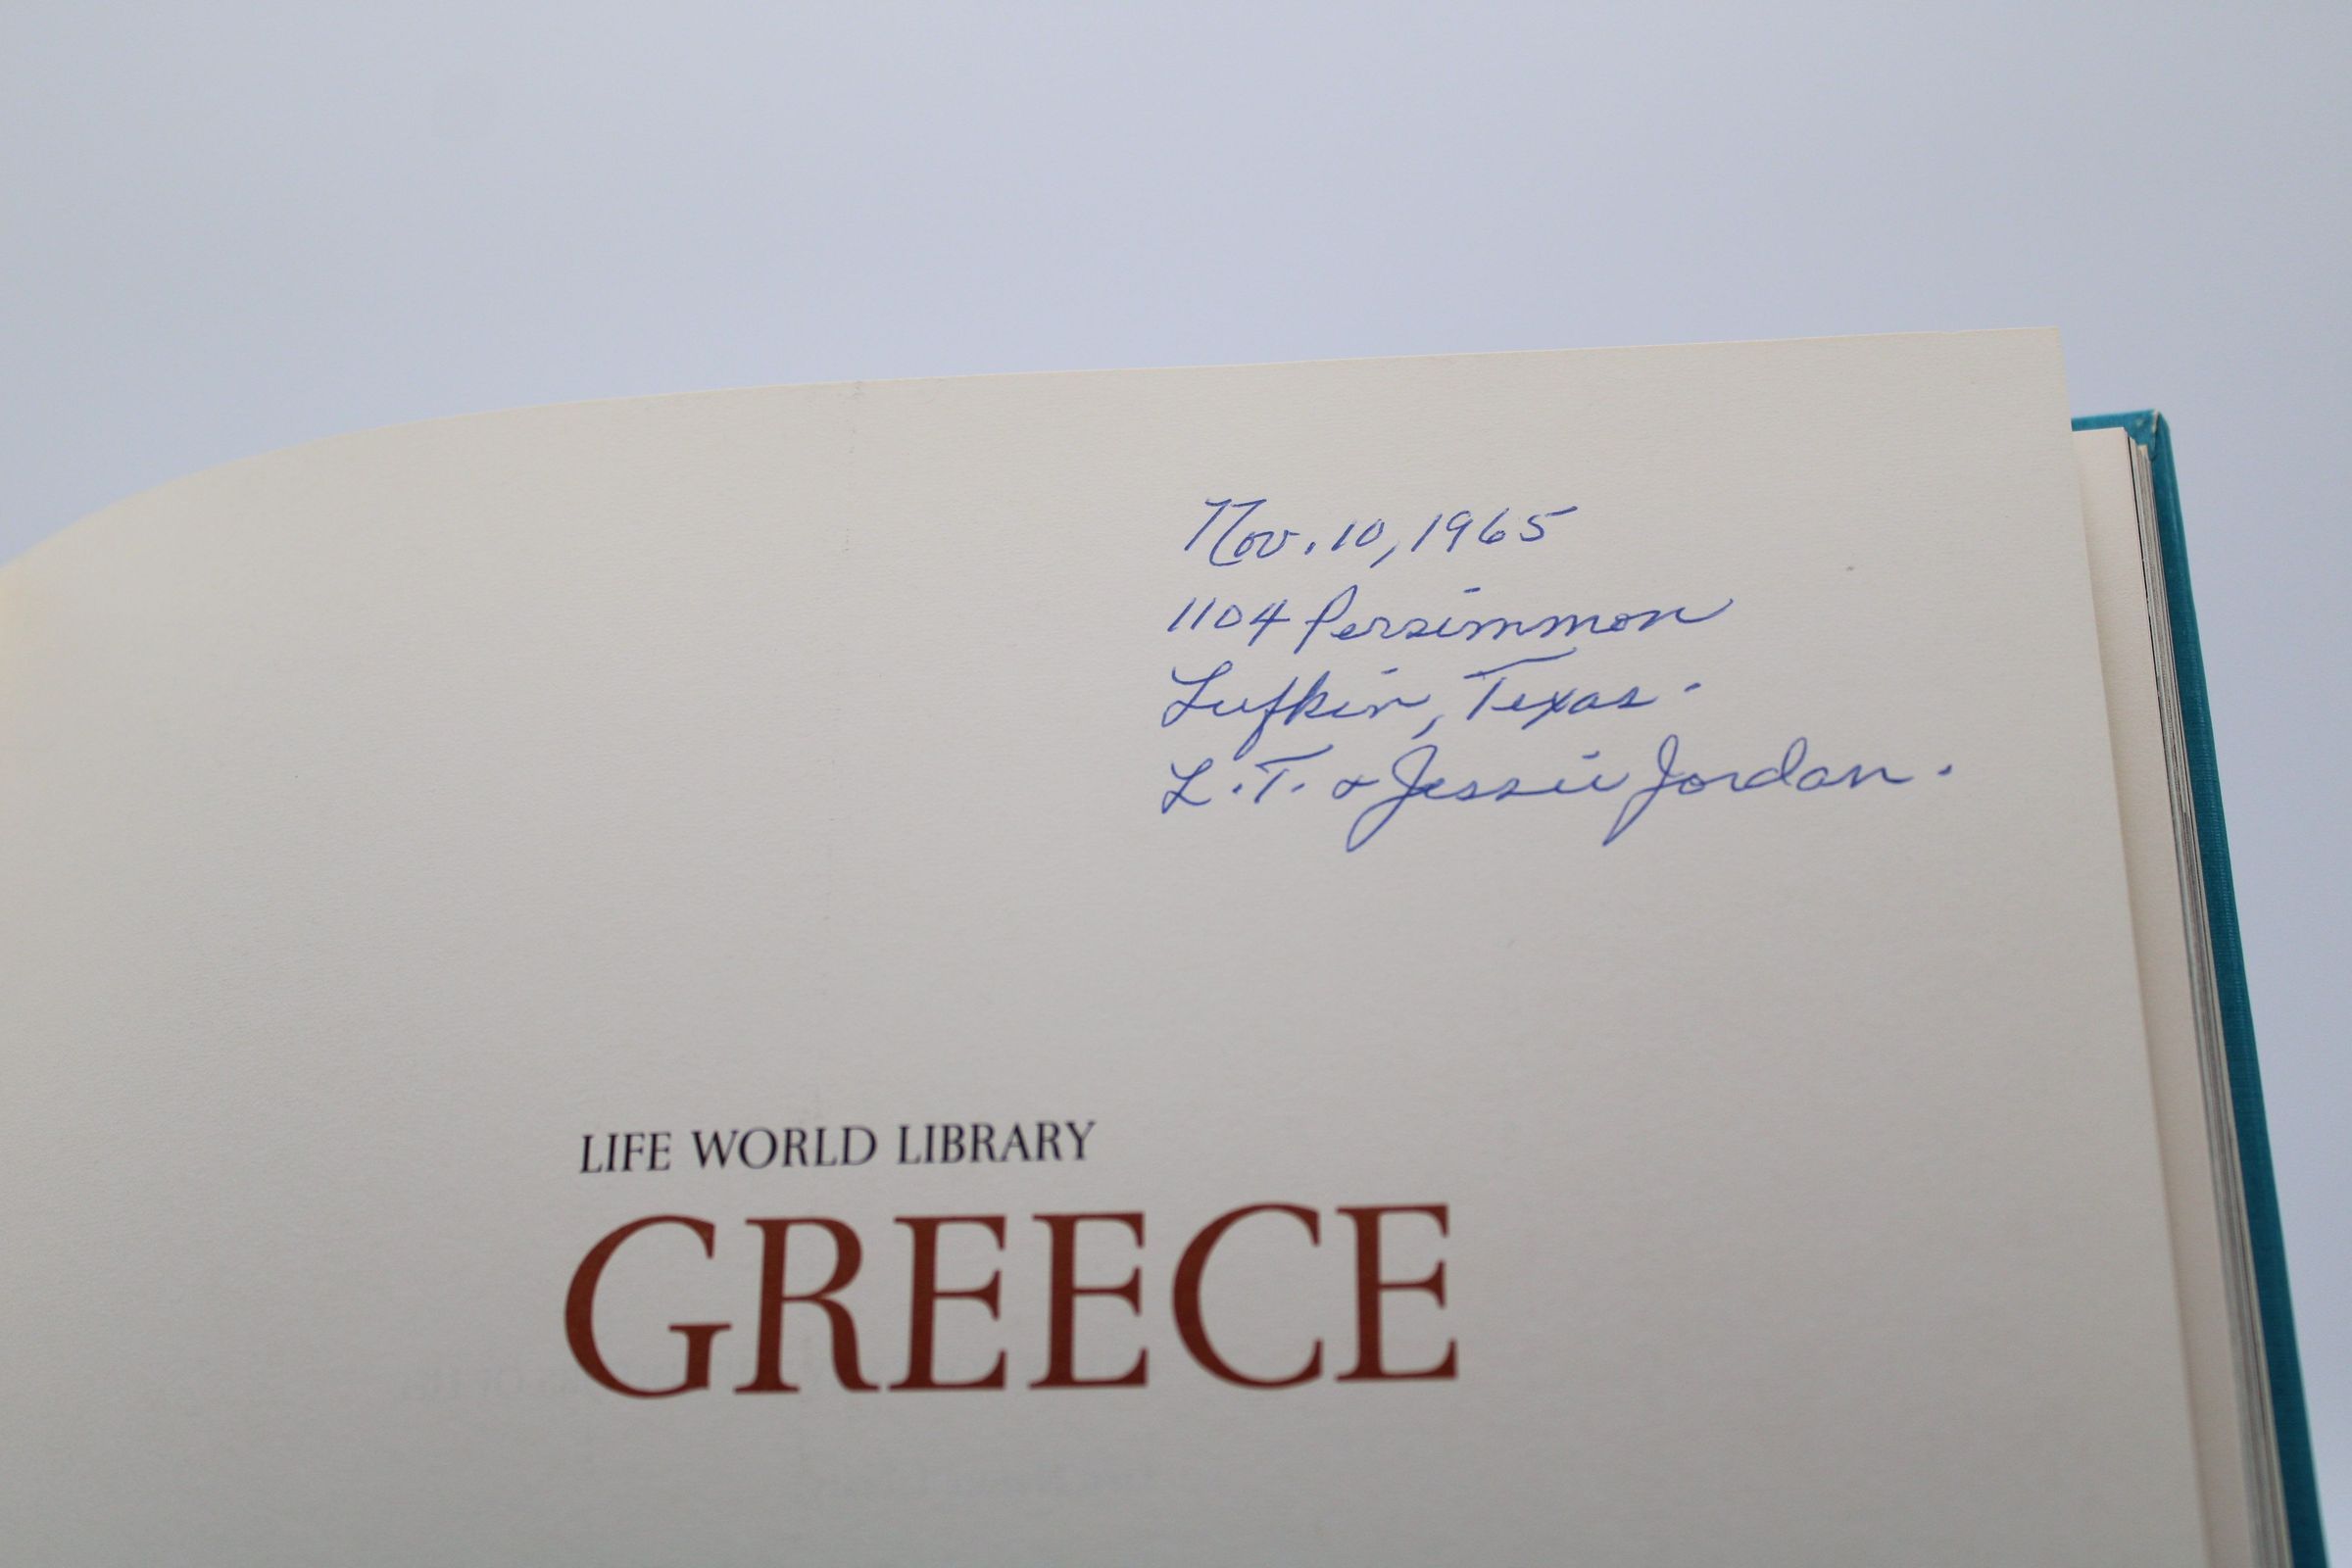 Nov. 10, 1965
1104 Persimmon
Lufkin, Texas.
L. T. & Jessie Jordan.
LIFE WORLD LIBRARY
GREECE